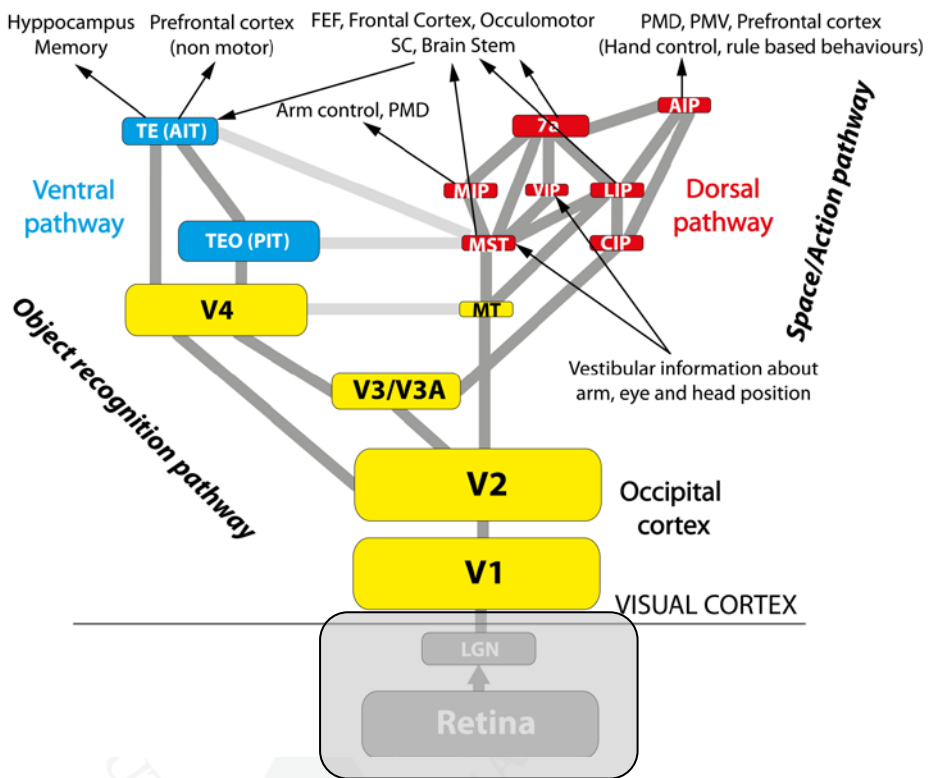 Hyppocampus
Memory
Prefrontal cortex
(non motor)
FEF, Frontal Cortex, Occulomotor
SC, Brain Stem
PMD, PMV, Prefrontal cortex
(Hand control, rule based behaviours)
Arm control, PMD
TE (AIT)
7a
AIP
Space/Action pathway
Ventral
pathway
MIP
VIP
LIP
Dorsal
pathway
TEO (PIT)
MST
CIP
V4
MT
Object recognition pathway
Vestibular information about
arm, eye and head position
V3/V3A
V2
Occipital
cortex
V1
VISUAL CORTEX
LGN
Retina